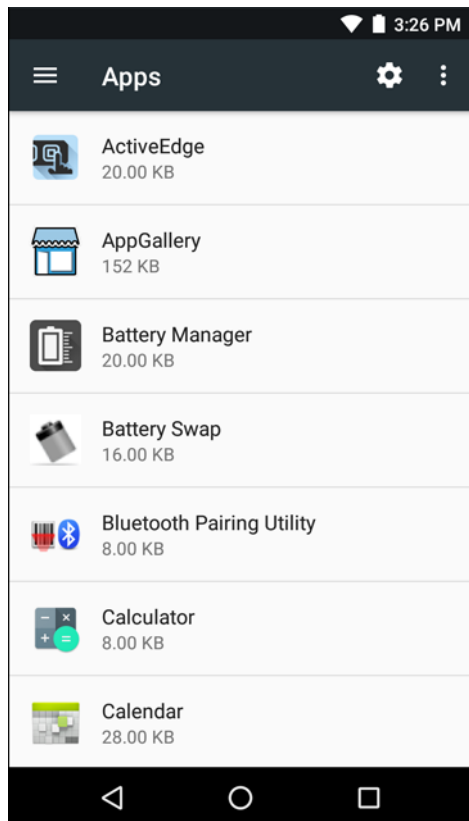 3:26 PM
Apps
ActiveEdge
20.00 KB
AppGallery
152 KB
Battery Manager
20.00 KB
Battery Swap
16.00 KB
Bluetooth Pairing Utility
8.00 KB
Calculator
8.00 KB
Calendar
28.00 KB